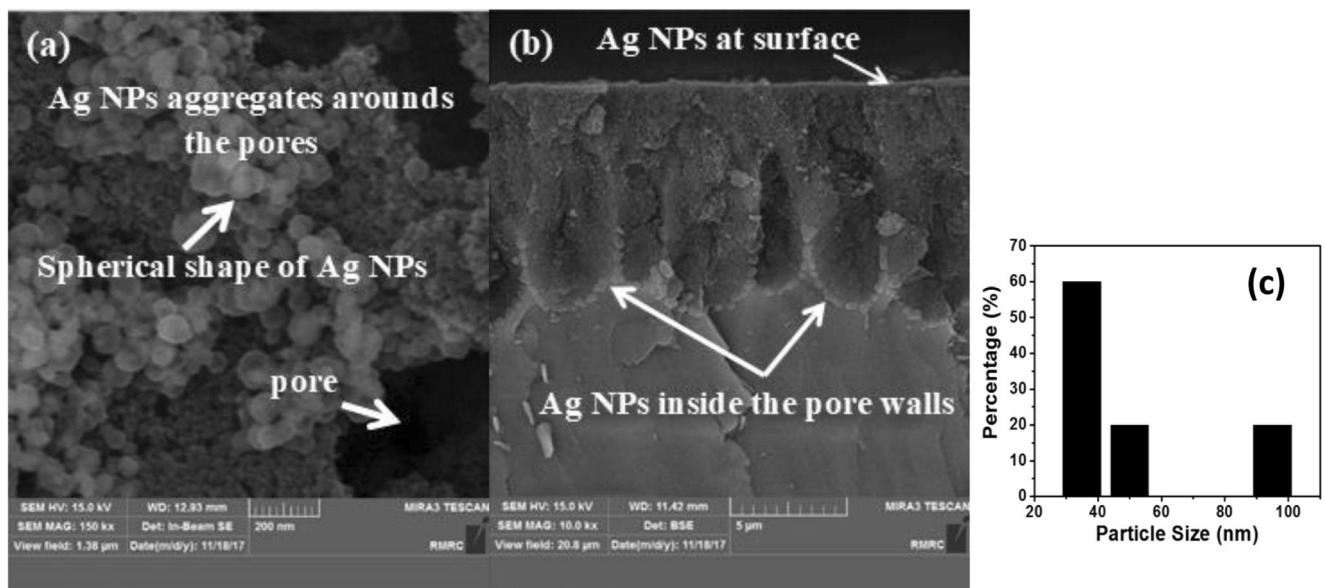 (a)
Ag NPs aggregates arounds
the pores
Spherical shape of Ag NPs
pore
SEM HV: 15.0 kV
WD: 12.93 mm
MIRA3 TESCAN
SEM MAG: 150 kx
Det: In-Beam SE
200 nm
View field: 1.38 µm
Date(m/d/y): 11/18/17
RMRC
(b)
Ag NPs at surface
Ag NPs inside the pore walls
SEM HV: 15.0 kV
WD: 11.42 mm
MIRA3 TESCAN
SEM MAG: 10.0 kx
Det: BSE
5 µm
View field: 20.8 µm
Date(m/d/y): 11/18/17
RMRC
(c)
Percentage (%)
70
60
50
40
30
20
10
0
20 40 60 80 100
Particle Size (nm)